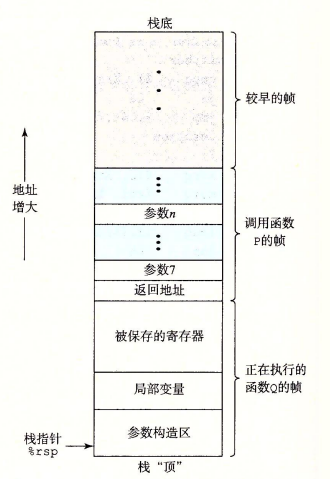 栈底
较早的帧
地址
增大
参数n
调用函数
P的帧
参数7
返回地址
被保存的寄存器
正在执行的
函数Q的帧
局部变量
参数构造区
栈指针
%rsp
栈“顶”